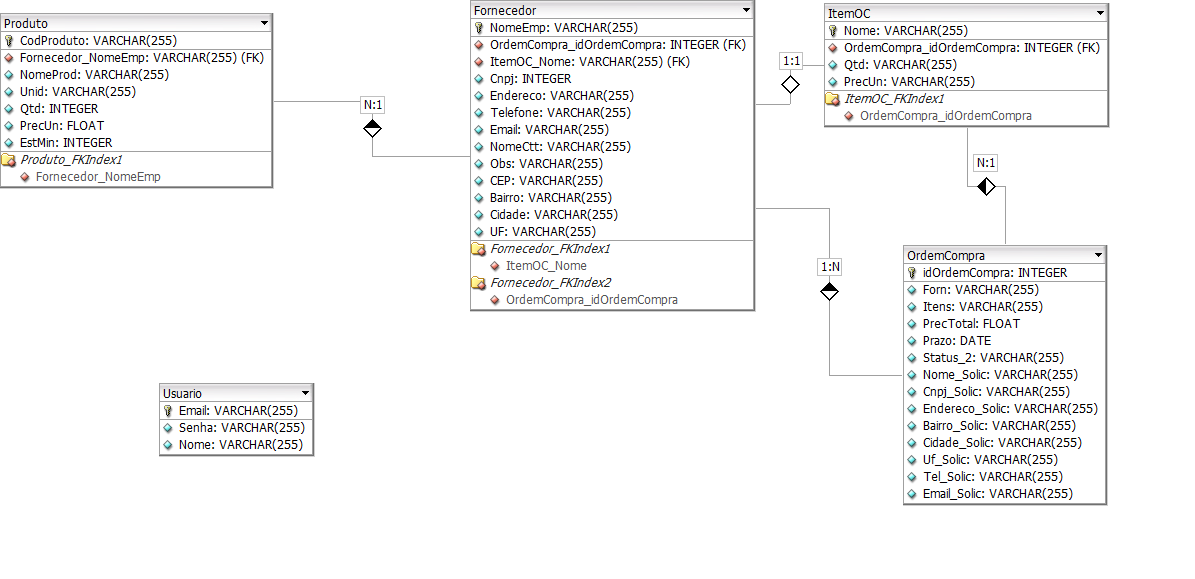 Produto
CodProduto: VARCHAR(255)
Fornecedor_NomeEmp: VARCHAR(255) (FK)
NomeProd: VARCHAR(255)
Unid: VARCHAR(255)
Qtd: INTEGER
PrecUn: FLOAT
EstMin: INTEGER
Produto_FKIndex1
Fornecedor_NomeEmp
N:1
Fornecedor
NomeEmp: VARCHAR(255)
OrdemCompra_idOrdemCompra: INTEGER (FK)
ItemOC_Nome: VARCHAR(255) (FK)
Cnpj: INTEGER
Endereco: VARCHAR(255)
Telefone: VARCHAR(255)
Email: VARCHAR(255)
NomeCtt: VARCHAR(255)
Obs: VARCHAR(255)
CEP: VARCHAR(255)
Bairro: VARCHAR(255)
Cidade: VARCHAR(255)
UF: VARCHAR(255)
Fornecedor_FKIndex1
ItemOC_Nome
Fornecedor_FKIndex2
OrdemCompra_idOrdemCompra
1:1
ItemOC
Nome: VARCHAR(255)
OrdemCompra_idOrdemCompra: INTEGER (FK)
Qtd: VARCHAR(255)
PrecUn: VARCHAR(255)
ItemOC_FKIndex1
OrdemCompra_idOrdemCompra
N:1
1:N
OrdemCompra
idOrdemCompra: INTEGER
Forn: VARCHAR(255)
Itens: VARCHAR(255)
PrecTotal: FLOAT
Prazo: DATE
Status_2: VARCHAR(255)
Nome_Solic: VARCHAR(255)
Cnpj_Solic: VARCHAR(255)
Endereco_Solic: VARCHAR(255)
Bairro_Solic: VARCHAR(255)
Cidade_Solic: VARCHAR(255)
Uf_Solic: VARCHAR(255)
Tel_Solic: VARCHAR(255)
Email_Solic: VARCHAR(255)
Usuario
Email: VARCHAR(255)
Senha: VARCHAR(255)
Nome: VARCHAR(255)